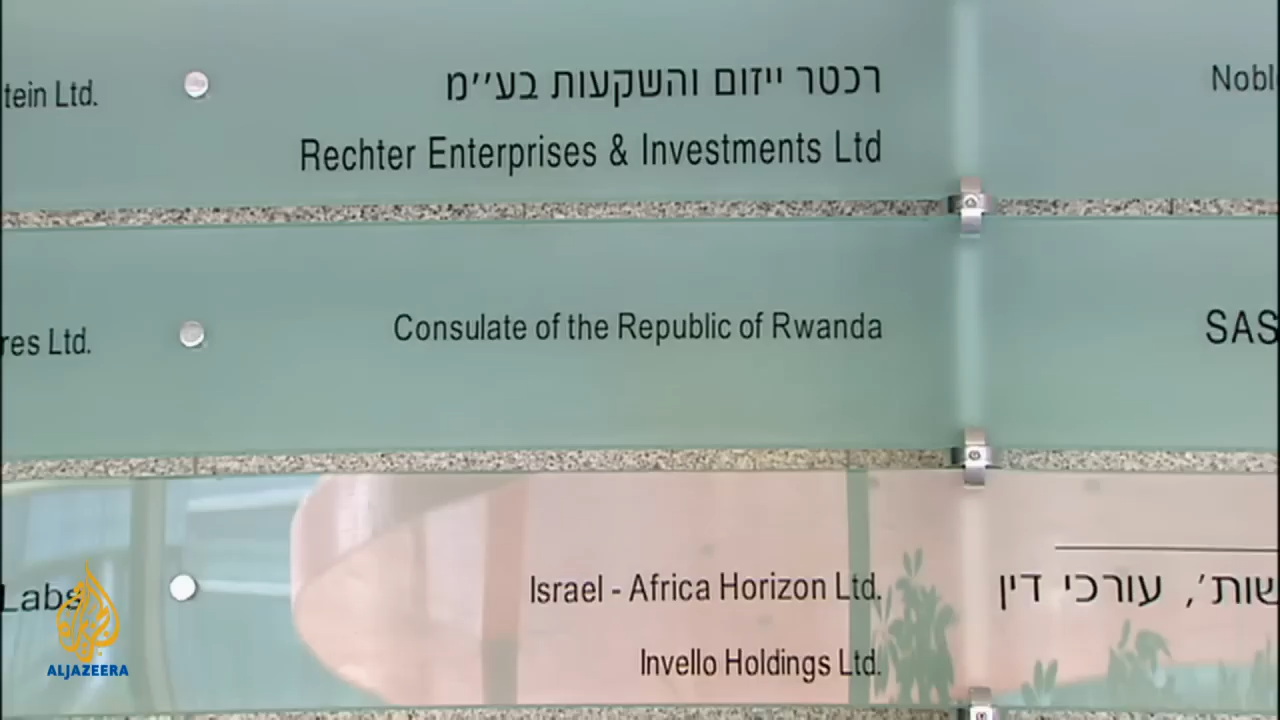 tein Ltd.
רכטר ייזום והשקעות בע''מ
Rechter Enterprises & Investments Ltd
Nobl
res Ltd.
Consulate of the Republic of Rwanda
SAS
Labs
Israel - Africa Horizon Ltd.
Invello Holdings Ltd.
שות', עורכי דין
ALJAZEERA